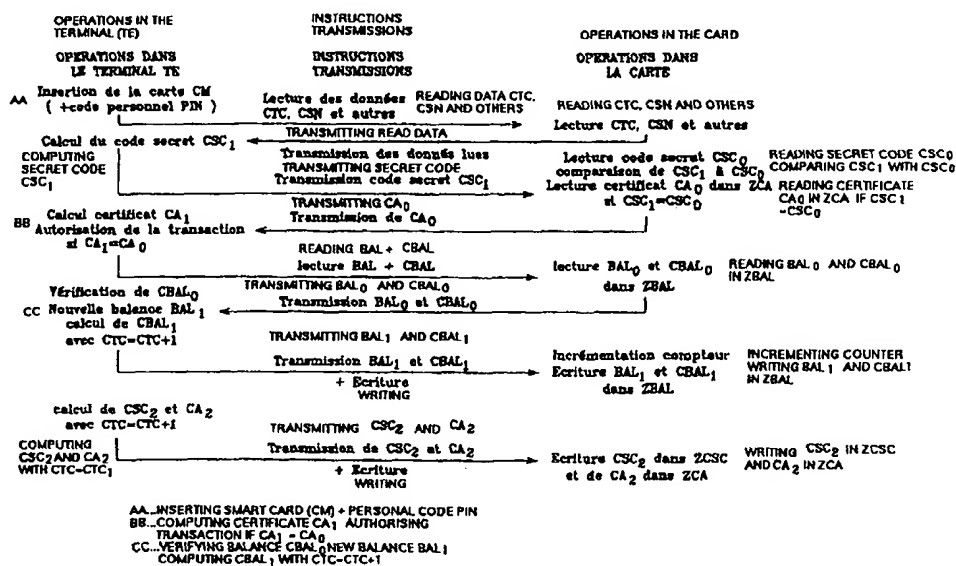 OPERATIONS IN THE
TERMINAL (TE)
OPERATIONS DANS
LE TERMINAL TE
INSTRUCTIONS
TRANSMISSIONS
INSTRUCTIONS
TRANSMISSIONS
OPERATIONS IN THE CARD
OPERATIONS DANS
LA CARTE
AA Insertion de la carte CM
( +code personnel PIN )
Lecture des données
CTC, CSN et autres
READING DATA CTC,
CSN AND OTHERS
READING CTC, CSN AND OTHERS
Lecture CTC, CSN et autres
TRANSMITTING READ DATA
Transmission des donnés lues
Calcul du code secret CSC1
COMPUTING
SECRET CODE
CSC1
TRANSMITTING SECRET CODE
Transmission code secret CSC1
Lecture code secret CSC0
comparaison de CSC1 & CSC0
Lecture certificat CA0 dans ZCA
si CSC1=CSC0
READING SECRET CODE CSC0
COMPARING CSC1 WITH CSC0
READING CERTIFICATE
CA0 IN ZCA IF CSC1
=CSC0
TRANSMITTING CA0
Transmission de CA0
BB Calcul certificat CA1
Autorisation de la transaction
si CA1=CA0
READING BAL + CBAL
lecture BAL + CBAL
lecture BAL0 et CBAL0
dans ZBAL
READING BAL0 AND CBAL0
IN ZBAL
TRANSMITTING BAL0 AND CBAL0
Transmission BAL0 et CBAL0
Vérification de CBAL0
CC Nouvelle balance BAL1
calcul de CBAL1
avec CTC=CTC+1
TRANSMITTING BAL1 AND CBAL1
Transmission BAL1 et CBAL1
+ Ecriture
WRITING
Incrémentation compteur
Ecriture BAL1 et CBAL1
dans ZBAL
INCREMENTING COUNTER
WRITING BAL1 AND CBAL1
IN ZBAL
calcul de CSC2 et CA2
avec CTC=CTC+1
COMPUTING
CSC2 AND CA2
WITH CTC-CTC1
TRANSMITTING CSC2 AND CA2
Transmission de CSC2 at CA2
+ Ecriture
WRITING
Ecriture CSC2 dans ZCSC
et de CA2 dans ZCA
WRITING CSC2 IN ZCSC
AND CA2 IN ZCA
AA...INSERTING SMART CARD (CM) + PERSONAL CODE PIN
BB...COMPUTING CERTIFICATE CA1 AUTHORISING
TRANSACTION IF CA1 - CA0
CC...VERIFYING BALANCE CBAL0 NEW BALANCE BAL1
COMPUTING CBAL1 WITH CTC-CTC+1